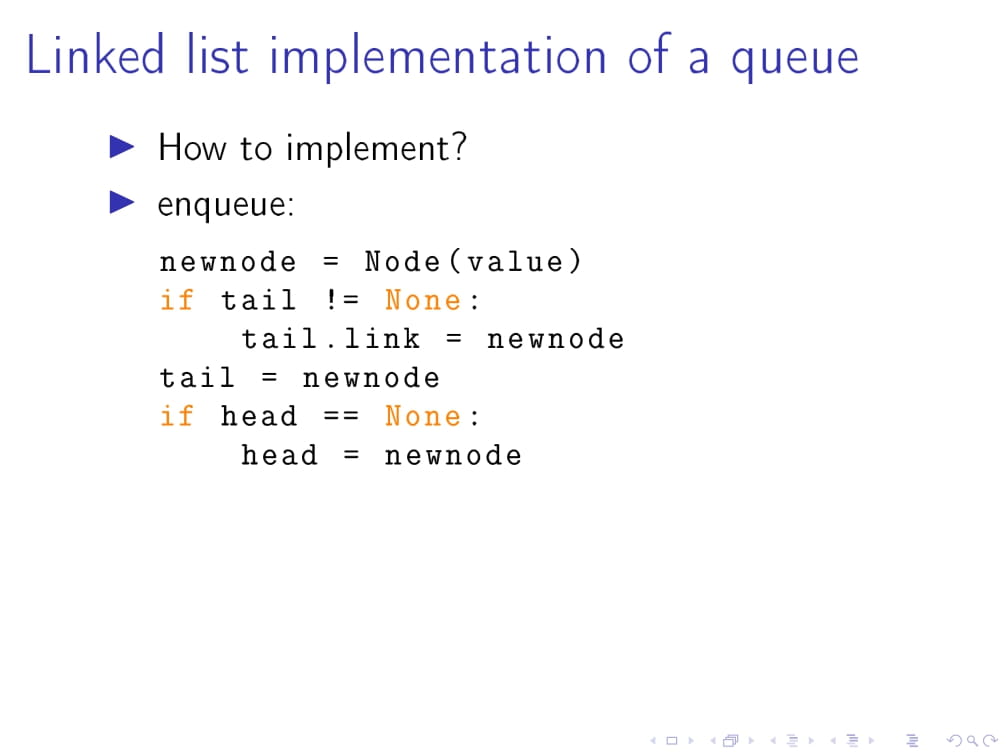 Linked list implementation of a queue
How to implement?
enqueue:
newnode = Node(value)
if tail != None:
    tail.link = newnode
tail = newnode
if head == None:
    head = newnode